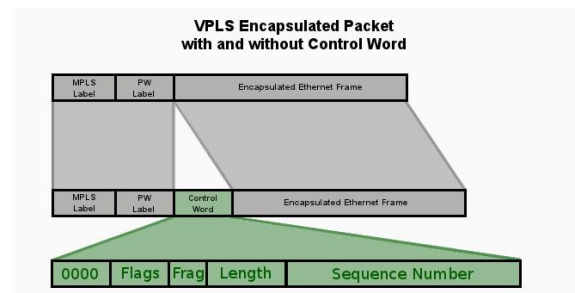 VPLS Encapsulated Packet
with and without Control Word
MPLS Label
PW Label
Encapsulated Ethernet Frame
MPLS Label
PW Label
Control Word
Encapsulated Ethernet Frame
0000 Flags Frag Length Sequence Number